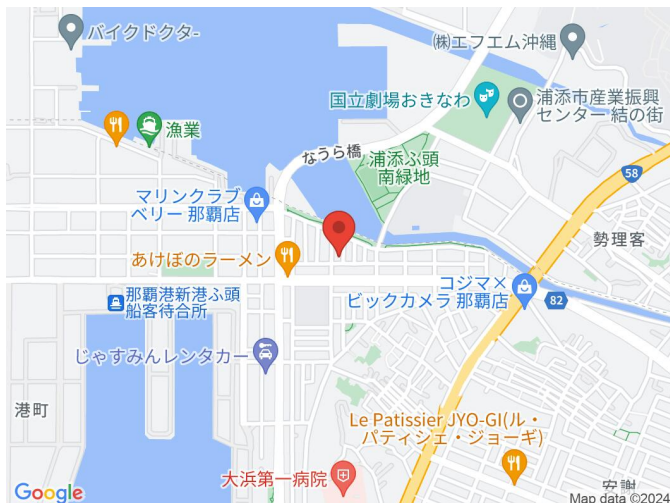 バイクドクター
(株)エフエム沖縄
国立劇場おきなわ
浦添市産業振興
センター 結の街
漁業
なうら橋
浦添ふ頭
南緑地
58
マリンクラブ
ベリー 那覇店
勢理客
あけぼのラーメン
コジマ×
ビックカメラ 那覇店
82
那覇港新港ふ頭
船客待合所
じゃすみんレンタカー
港町
Le Patissier JYO-GI(ル・
パティシェ・ジョーギ)
大浜第一病院
安謝
Google
Map data ©2024